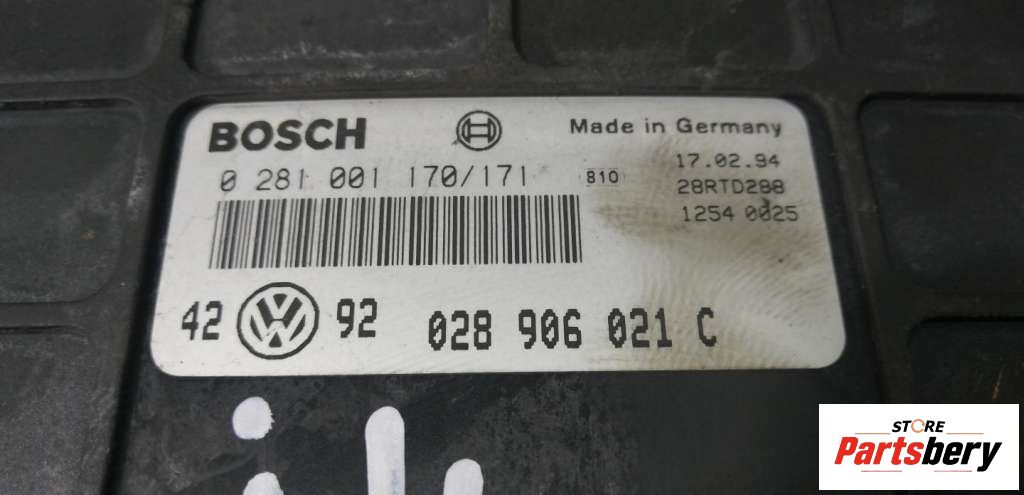 BOSCH
Made in Germany
0 281 001 170/171
810
17.02.94
28RTD288
1254 0025
42 VW 92 028 906 021 C
STORE
Partsbery